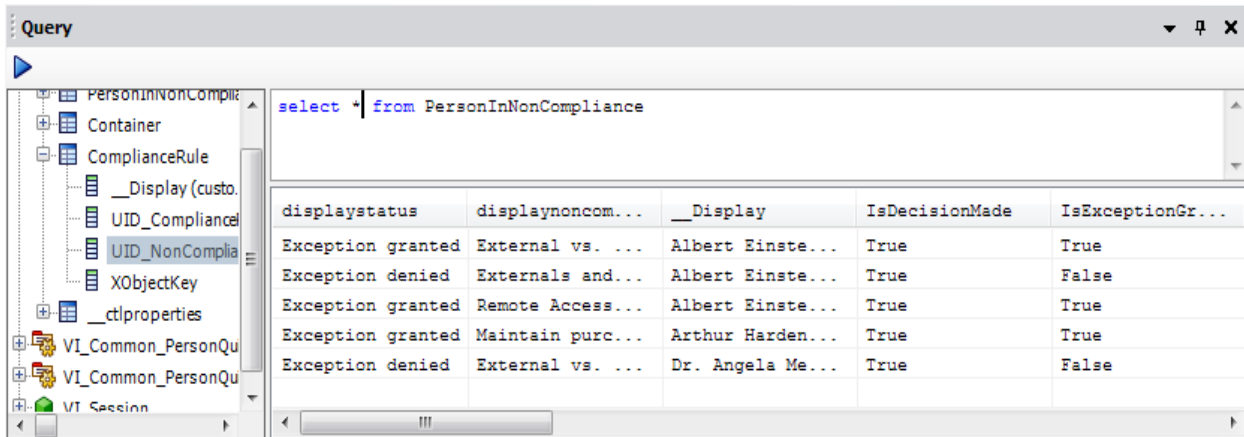 Query
PersonInNonComplia
Container
ComplianceRule
__Display (custo.
UID_Compliance
UID_NonComplia
XObjectKey
__ctlproperties
VI_Common_PersonQu
VI_Common_PersonQu
VI_Session
select * from PersonInNonCompliance
displaystatus displaynoncom... __Display IsDecisionMade IsExceptionGr...
Exception granted External vs. ... Albert Einste... True True
Exception denied Externals and... Albert Einste... True False
Exception granted Remote Access... Albert Einste... True True
Exception granted Maintain purc... Arthur Harden... True True
Exception denied External vs. ... Dr. Angela Me... True False